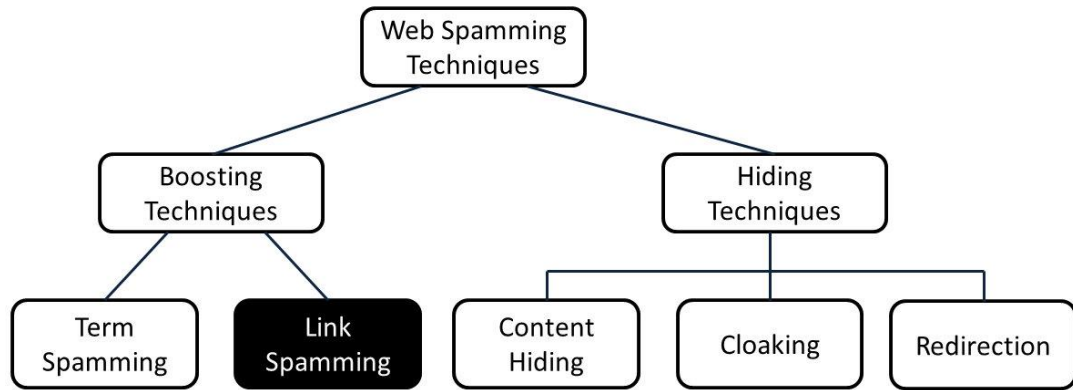 Web Spamming
Techniques
Boosting
Techniques
Hiding
Techniques
Term
Spamming
Link
Spamming
Content
Hiding
Cloaking
Redirection